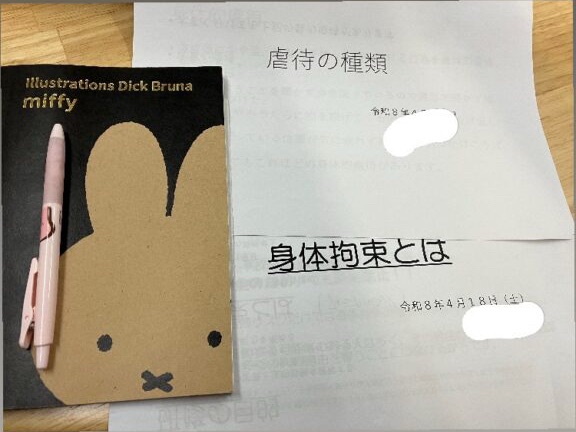 Illustrations Dick Bruna
miffy
虐待の種類
令和8年4月
身体拘束とは
令和8年4月18日(土)